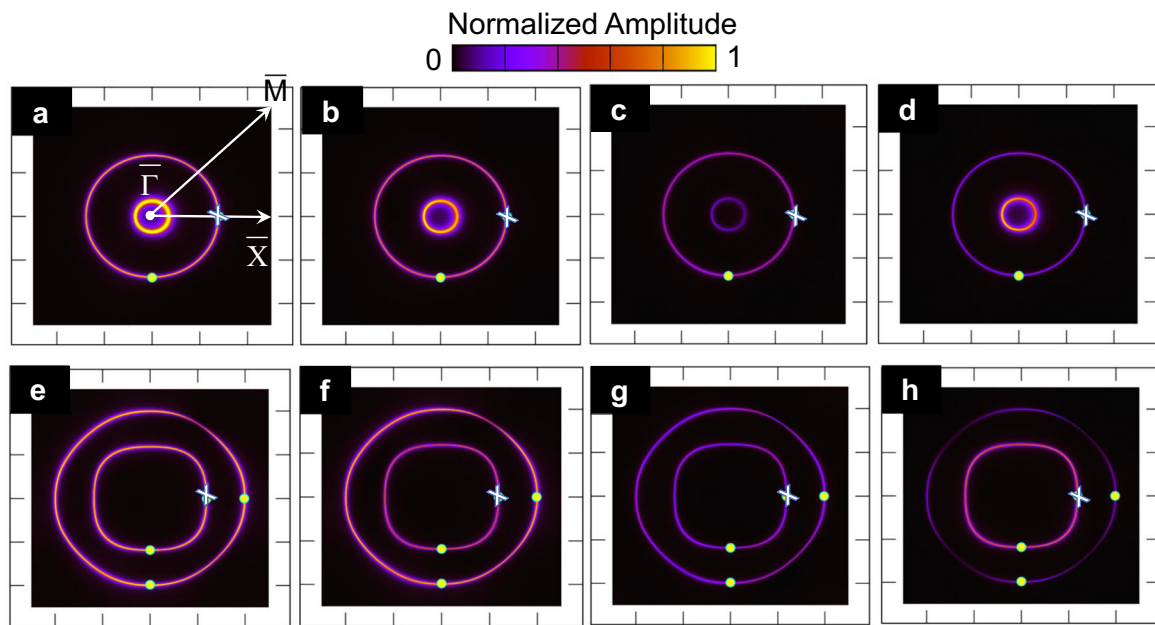 Normalized Amplitude
0 1
a M̅ b c d
Γ̅
X̅
e f g h